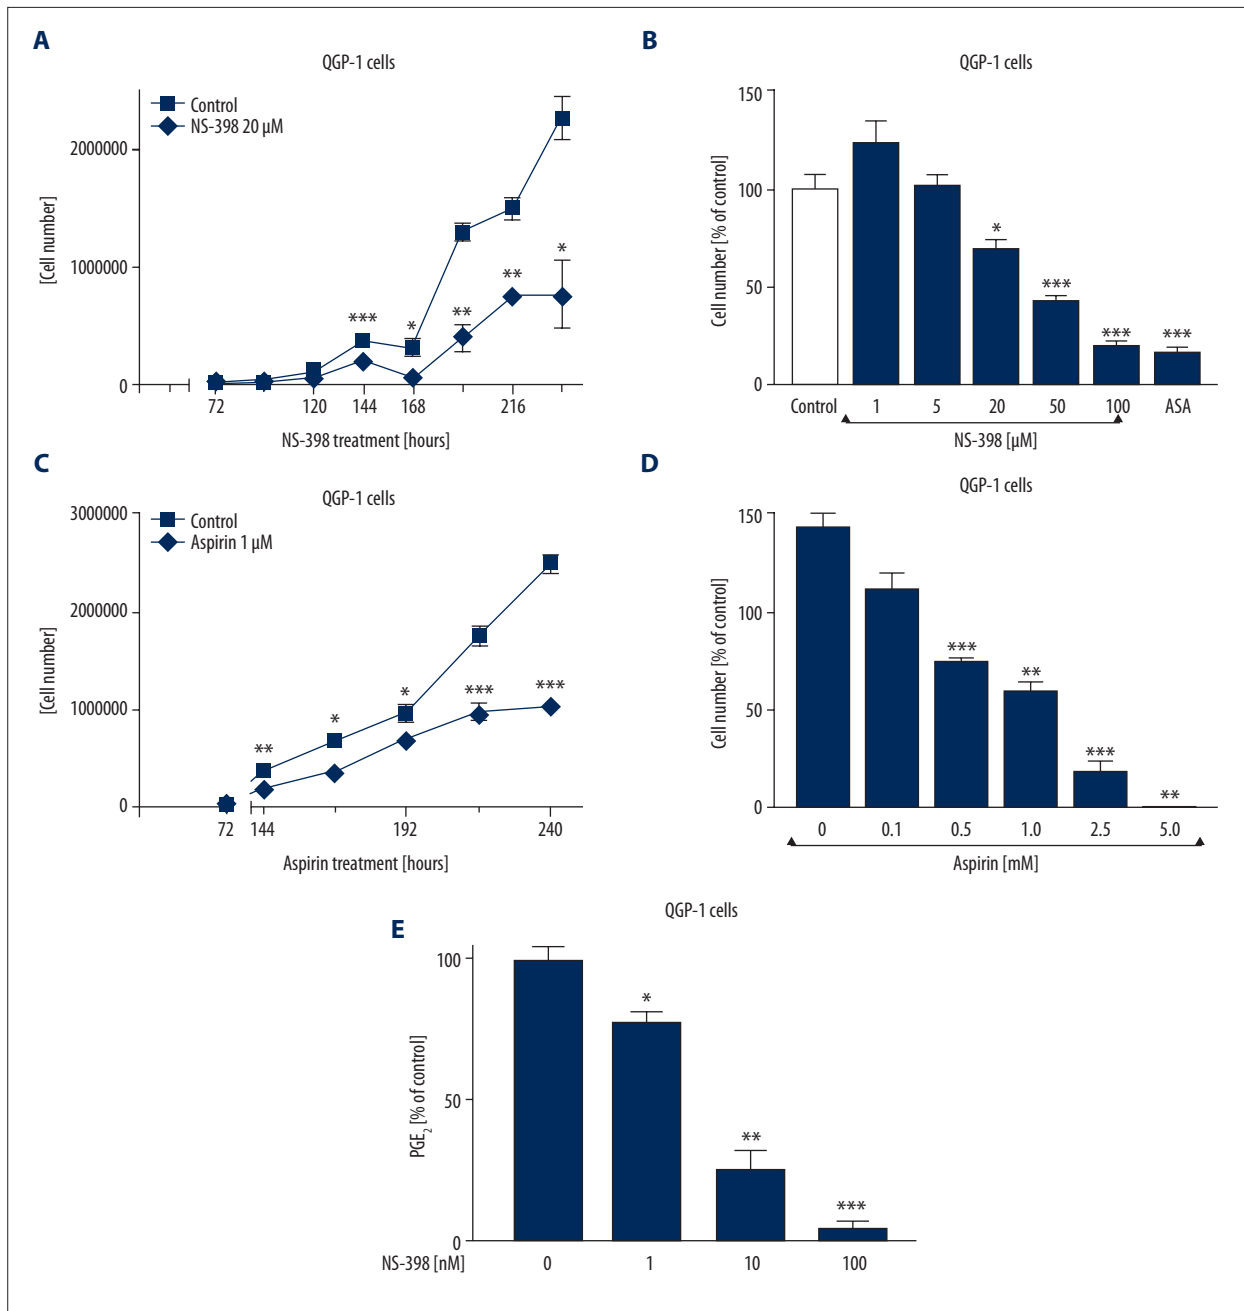 A
QGP-1 cells
Control
NS-398 20 µM
[Cell number]
2000000
1000000
0
***
*
**
**
*
72 120 144 168 216
NS-398 treatment [hours]
B
QGP-1 cells
Cell number [% of control]
150
100
50
0
*
***
***
***
Control 1 5 20 50 100 ASA
NS-398 [µM]
C
QGP-1 cells
Control
Aspirin 1 µM
[Cell number]
3000000
2000000
1000000
0
**
*
*
***
***
72 144 192 240
Aspirin treatment [hours]
D
QGP-1 cells
Cell number [% of control]
150
100
50
0
***
**
***
**
0 0.1 0.5 1.0 2.5 5.0
Aspirin [mM]
E
QGP-1 cells
PGE₂ [% of control]
100
50
0
*
**
***
NS-398 [nM] 0 1 10 100